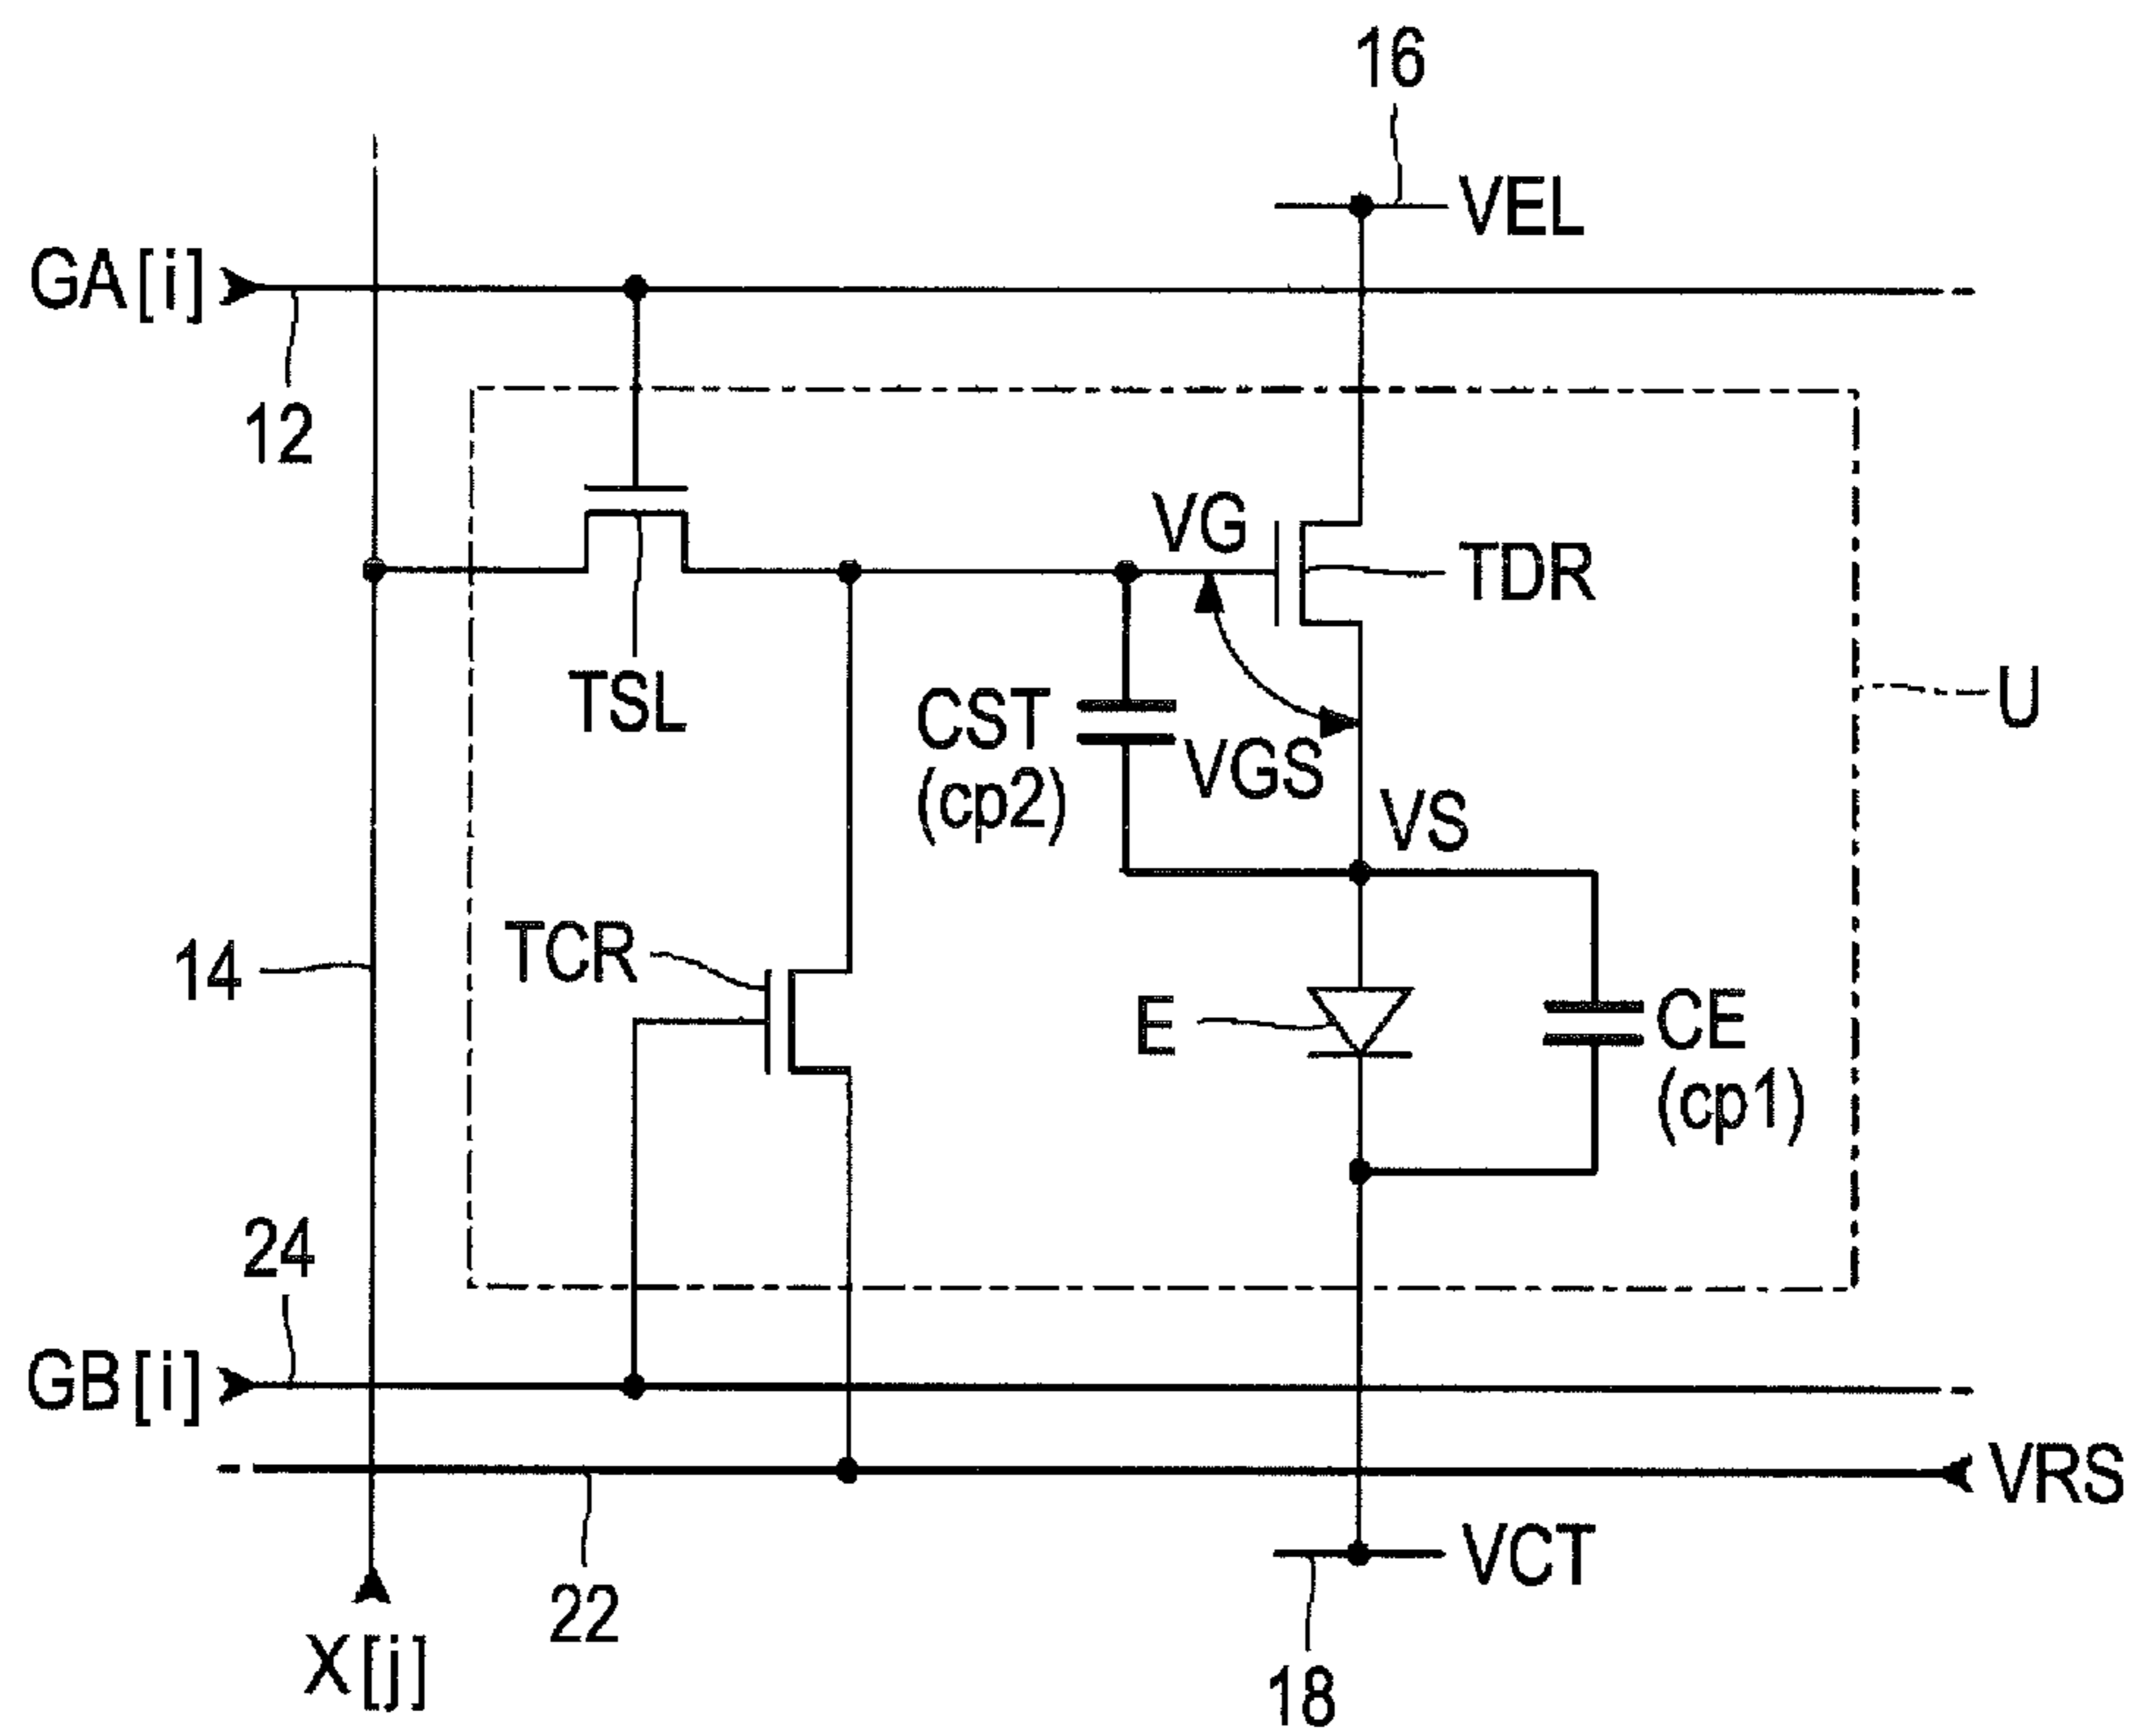 16
VEL
GA[i]
12
VG
TDR
TSL
CST
(cp2)
VGS
U
VS
TCR
14
E
CE
(cp1)
24
GB[i]
VRS
22
VCT
X[j]
18